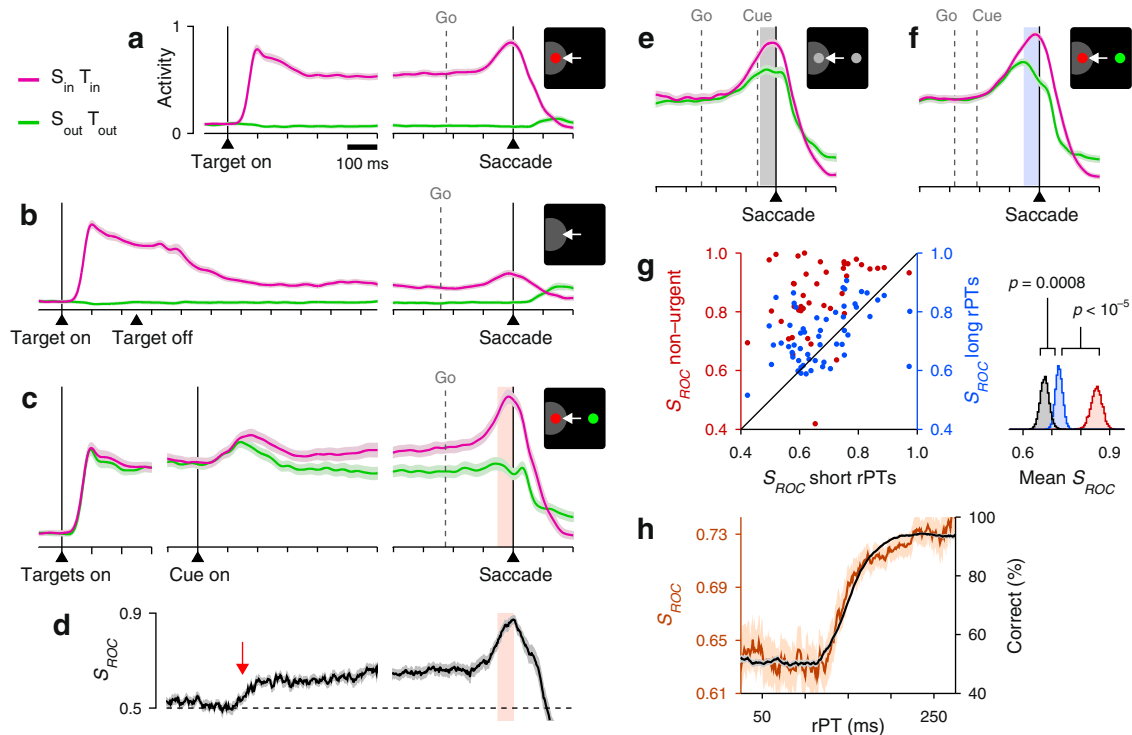 S_in T_in
S_out T_out
a
Activity
1
0
Go
Target on
100 ms
Saccade
b
Go
Target on
Target off
Saccade
c
Go
Targets on
Cue on
Saccade
d
S_ROC
0.9
0.5
e
Go
Cue
Saccade
f
Go
Cue
Saccade
g
S_ROC non–urgent
1.0
0.8
0.6
0.4
0.4
0.6
0.8
1.0
S_ROC short rPTs
1.0
0.8
0.6
0.4
S_ROC long rPTs
p = 0.0008
p < 10⁻⁵
0.6
0.9
Mean S_ROC
h
S_ROC
0.73
0.69
0.65
0.61
50
250
rPT (ms)
100
80
60
40
Correct (%)